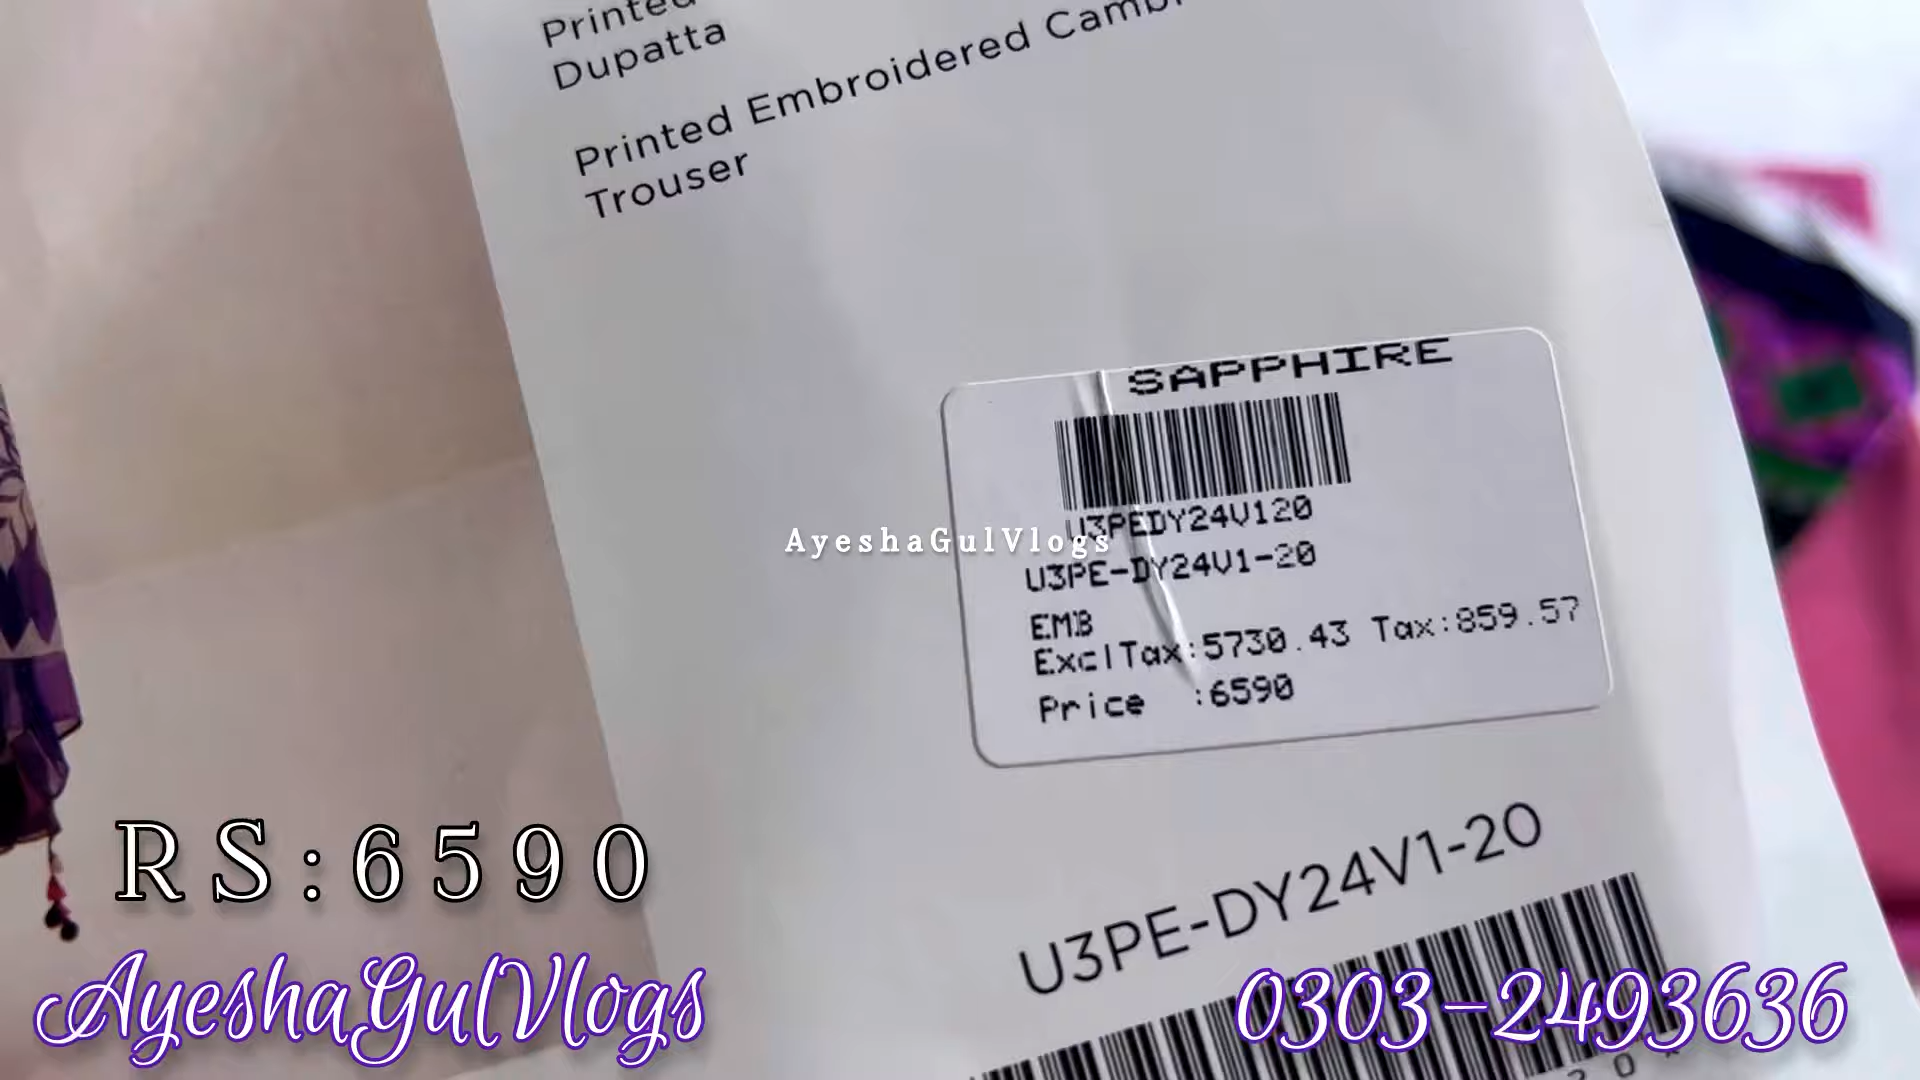 Printed
Dupatta
Printed Embroidered
Trouser
SAPPHIRE
U3PEDY24V120
AyeshaGulVlogs
U3PE-DY24V1-20
EMB
ExclTax:5730.43 Tax:859.57
Price :6590
RS:6590
U3PE-DY24V1-20
AyeshaGulVlogs
0303-2493636